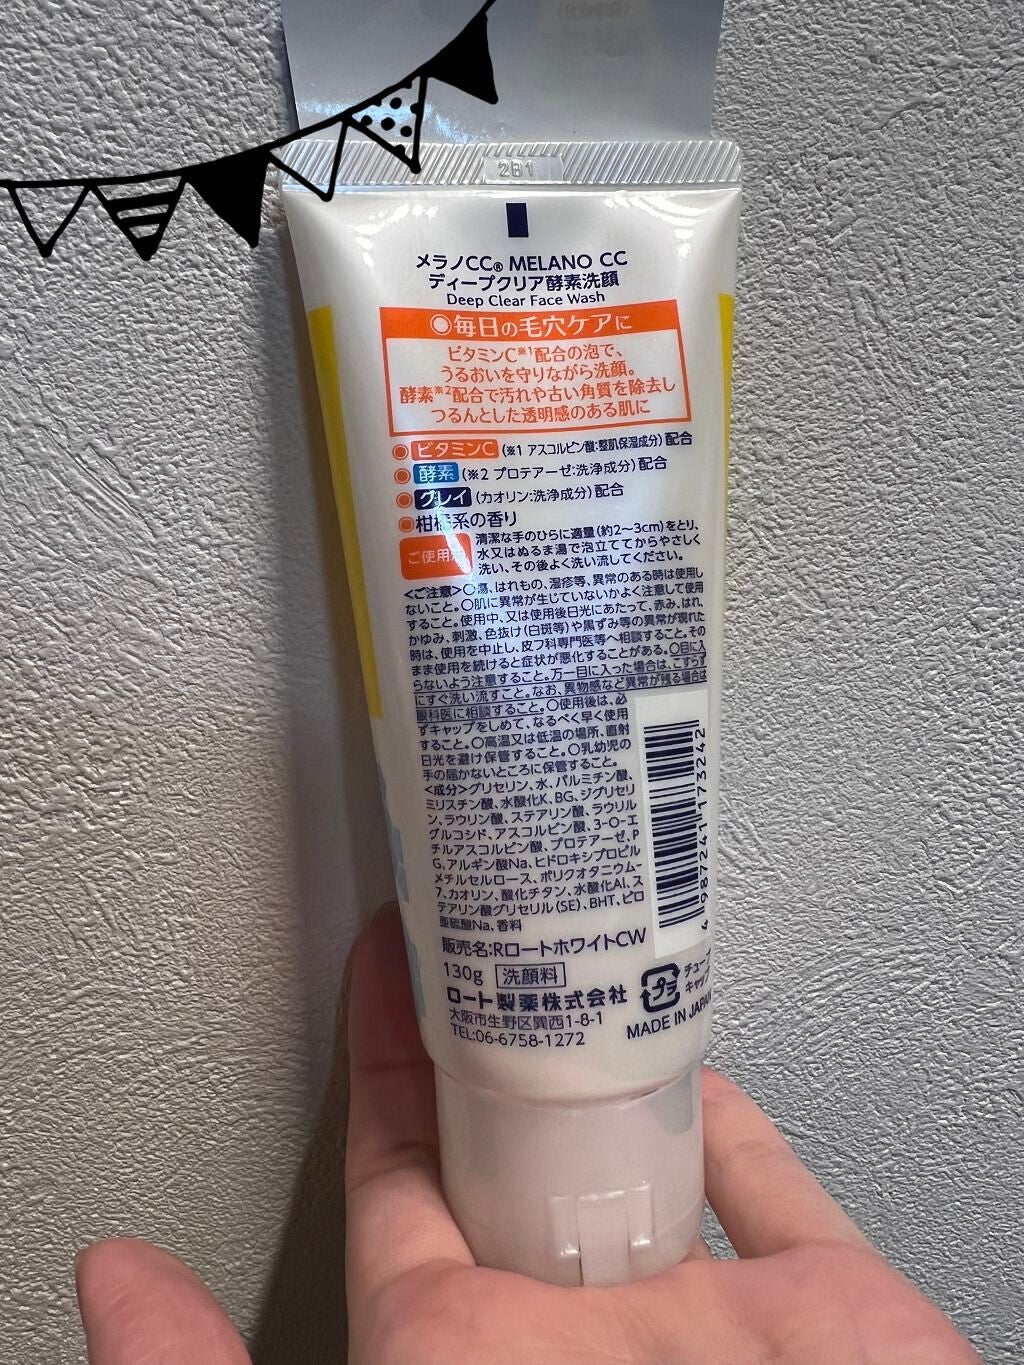 2B1
メラノCC® MELANO CC
ディープクリア酵素洗顔
Deep Clear Face Wash
毎日の毛穴ケアに
ビタミンC※1配合の泡で、
うるおいを守りながら洗顔。
酵素※2配合で汚れや古い角質を除去し
つるんとした透明感のある肌に
ビタミンC(※1 アスコルビン酸:整肌保湿成分)配合
酵素(※2 プロテアーゼ:洗浄成分)配合
クレイ(カオリン:洗浄成分)配合
柑橘系の香り
ご使用方
清潔な手のひらに適量(約2〜3cm)をとり、
水又はぬるま湯で泡立ててからやさしく
洗い、その後よく洗い流してください。
<ご注意>○傷、はれもの、湿疹等、異常のある時は使用し
ないこと。○肌に異常が生じていないかよく注意して使用
すること。使用中、又は使用後日光にあたって、赤み、はれ、
かゆみ、刺激、色抜け(白斑等)や黒ずみ等の異常が現れた
時は、使用を中止し、皮フ科専門医等へ相談すること。その
まま使用を続けると症状が悪化することがある。○目に入
らないよう注意すること。万一目に入った場合は、こすらず
にすぐ洗い流すこと。なお、異物感など異常が残る場合は
眼科医に相談すること。○使用後は、必
ずキャップをしめて、なるべく早く使用
すること。○高温又は低温の場所、直射
日光を避け保管すること。○乳幼児の
手の届かないところに保管すること。
<成分>グリセリン、水、パルミチン酸、
ミリスチン酸、水酸化K、BG、ジグリセリ
ン、ラウリン酸、ステアリン酸、ラウリル
グルコシド、アスコルビン酸、3-O-エ
チルアスコルビン酸、プロテアーゼ、P
G、アルギン酸Na、ヒドロキシプロピル
メチルセルロース、ポリクオタニウム-
7、カオリン、酸化チタン、水酸化Al、ス
テアリン酸グリセリル(SE)、BHT、ピロ
亜硫酸Na、香料
4 987241 173242
販売名:RロートホワイトCW
130g 洗顔料
ロート製薬株式会社
大阪市生野区巽西1-8-1
TEL:06-6758-1272
プラ
チューブ
キャップ
MADE IN JAPAN